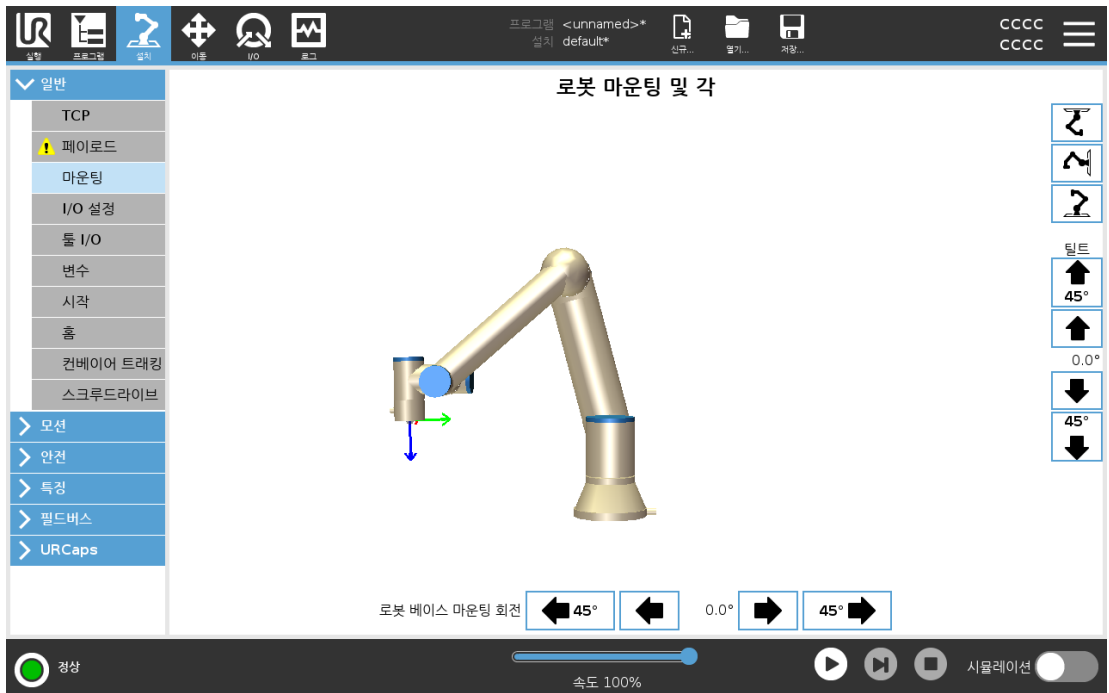 UR
프로그램 <unnamed>*
설치 default*
실행 프로그램 설치 이동 I/O 로그
신규... 열기... 저장...
CCCC
CCCC
일반
TCP
페이로드
마운팅
I/O 설정
툴 I/O
변수
시작
홈
컨베이어 트래킹
스크루드라이브
모션
안전
특징
필드버스
URCaps
로봇 마운팅 및 각
틸트
45°
0.0°
45°
로봇 베이스 마운팅 회전 45° 0.0° 45°
정상
속도 100%
시뮬레이션